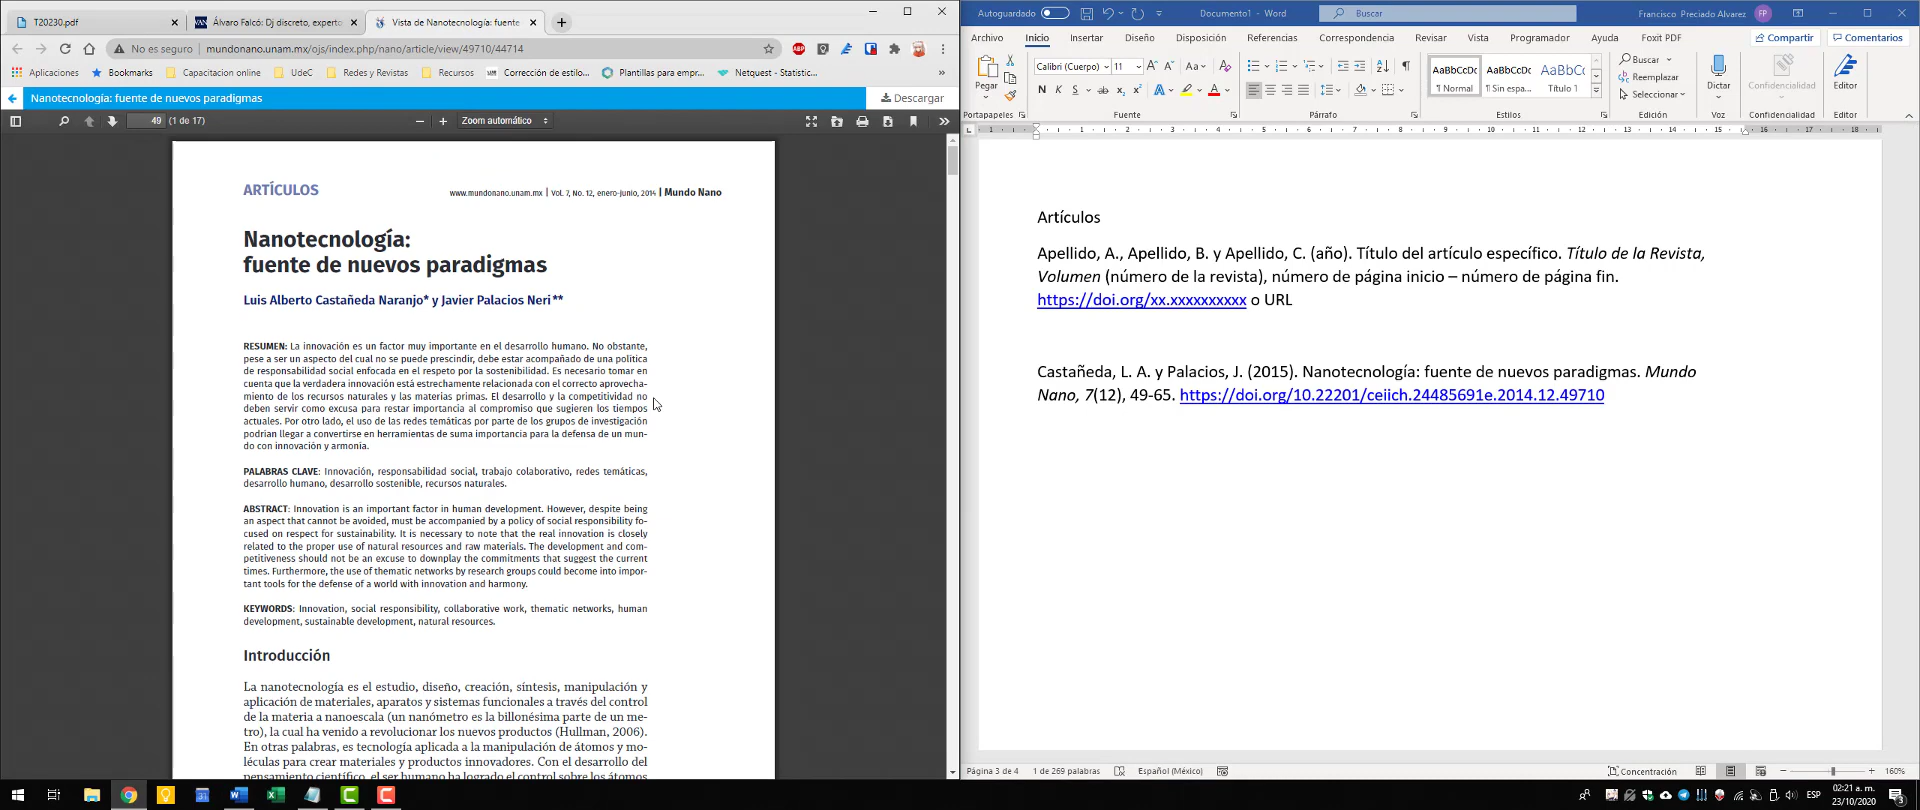 T20230.pdf
Álvaro Falcó: Dj discreto, experto
Vista de Nanotecnología: fuente
No es seguro
mundonano.unam.mx/ojs/index.php/nano/article/view/49710/44714
Aplicaciones
Bookmarks
Capacitacion online
UdeC
Redes y Revistas
Recursos
Corrección de estilo...
Plantillas para empr...
Netquest - Statistic...
Nanotecnología: fuente de nuevos paradigmas
Descargar
49 (1 de 17)
Zoom automático
ARTÍCULOS
www.mundonano.unam.mx | Vol. 7, No. 12, enero-junio, 2014 | Mundo Nano
Nanotecnología:
fuente de nuevos paradigmas
Luis Alberto Castañeda Naranjo* y Javier Palacios Neri**
RESUMEN: La innovación es un factor muy importante en el desarrollo humano. No obstante,
pese a ser un aspecto del cual no se puede prescindir, debe estar acompañado de una política
de responsabilidad social enfocada en el respeto por la sostenibilidad. Es necesario tomar en
cuenta que la verdadera innovación está estrechamente relacionada con el correcto aprovecha-
miento de los recursos naturales y las materias primas. El desarrollo y la competitividad no
deben servir como excusa para restar importancia al compromiso que sugieren los tiempos
actuales. Por otro lado, el uso de las redes temáticas por parte de los grupos de investigación
podrían llegar a convertirse en herramientas de suma importancia para la defensa de un mun-
do con innovación y armonía.
PALABRAS CLAVE: Innovación, responsabilidad social, trabajo colaborativo, redes temáticas,
desarrollo humano, desarrollo sostenible, recursos naturales.
ABSTRACT: Innovation is an important factor in human development. However, despite being
an aspect that cannot be avoided, must be accompanied by a policy of social responsibility fo-
cused on respect for sustainability. It is necessary to note that the real innovation is closely
related to the proper use of natural resources and raw materials. The development and com-
petitiveness should not be an excuse to downplay the commitments that suggest the current
times. Furthermore, the use of thematic networks by research groups could become into impor-
tant tools for the defense of a world with innovation and harmony.
KEYWORDS: Innovation, social responsibility, collaborative work, thematic networks, human
development, sustainable development, natural resources.
Introducción
La nanotecnología es el estudio, diseño, creación, síntesis, manipulación y
aplicación de materiales, aparatos y sistemas funcionales a través del control
de la materia a nanoescala (un nanómetro es la billonésima parte de un me-
tro), la cual ha venido a revolucionar los nuevos productos (Hullman, 2006).
En otras palabras, es tecnología aplicada a la manipulación de átomos y mo-
léculas para crear materiales y productos innovadores. Con el desarrollo del
pensamiento científico, el ser humano ha logrado el control sobre los átomos
Autoguardado
Documento1 - Word
Buscar
Francisco Preciado Alvarez
FP
Archivo
Inicio
Insertar
Diseño
Disposición
Referencias
Correspondencia
Revisar
Vista
Programador
Ayuda
Foxit PDF
Compartir
Comentarios
Pegar
Portapapeles
Calibri (Cuerpo)
11
N K S ab x₂ x²
Fuente
Párrafo
AaBbCcDc
¶ Normal
AaBbCcDc
¶ Sin espa...
AaBbCc
Título 1
Estilos
Buscar
Reemplazar
Seleccionar
Edición
Dictar
Voz
Confidencialidad
Confidencialidad
Editor
Editor
Artículos
Apellido, A., Apellido, B. y Apellido, C. (año). Título del artículo específico. Título de la Revista,
Volumen (número de la revista), número de página inicio – número de página fin.
https://doi.org/xx.xxxxxxxxxx o URL
Castañeda, L. A. y Palacios, J. (2015). Nanotecnología: fuente de nuevos paradigmas. Mundo
Nano, 7(12), 49-65. https://doi.org/10.22201/ceiich.24485691e.2014.12.49710
Página 3 de 4
1 de 269 palabras
Español (México)
Concentración
160%
ESP
02:21 a. m.
23/10/2020